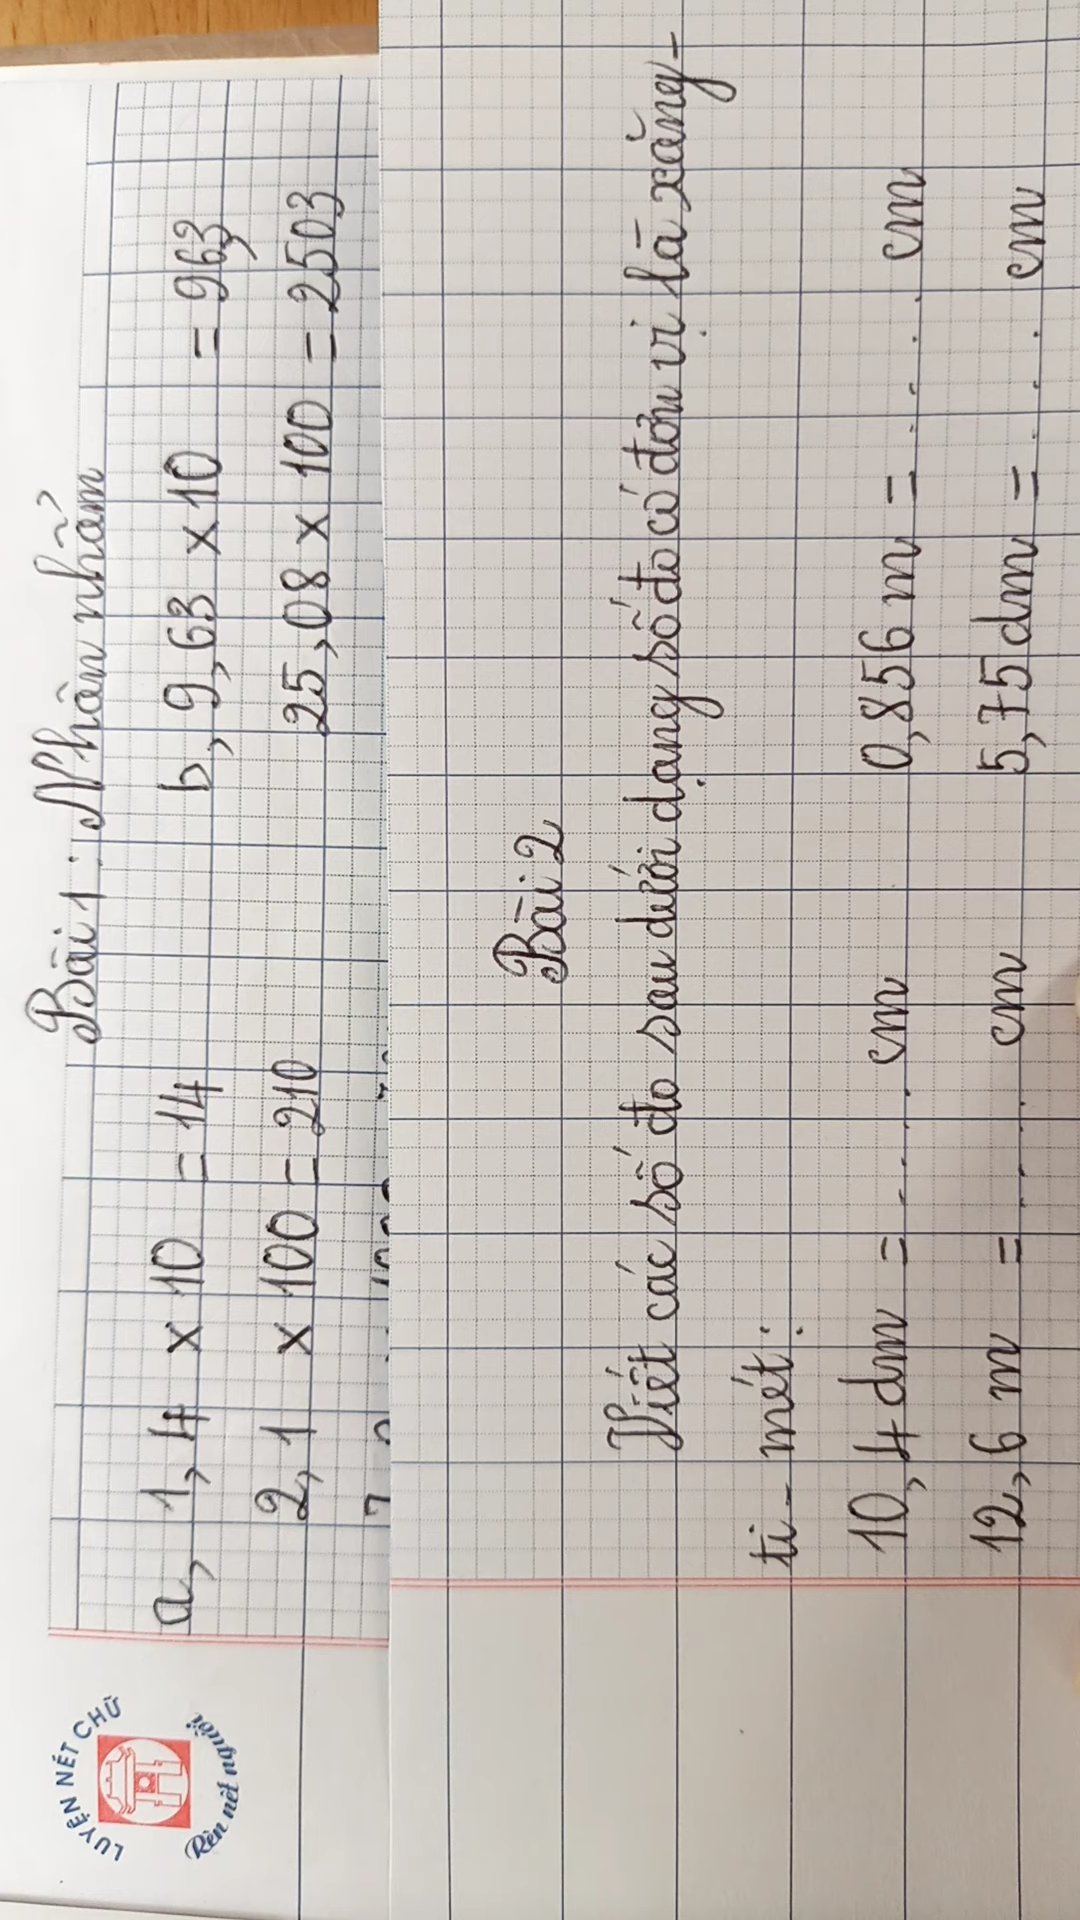 LUYỆN NÉT CHỮ
Rèn nết người
Bài 1: Nhân nhẩm
a, 1,4 x 10 = 14 b, 9,63 x 10 = 963
2,1 x 100 = 210 25,08 x 100 = 2503
Bài 2
Viết các số đo sau dưới dạng số đo có đơn vị là xăng-
ti-mét:
10,4 dm = .... cm 0,856 m = .... cm
12,6 m = .... cm 5,75 dm = .... cm